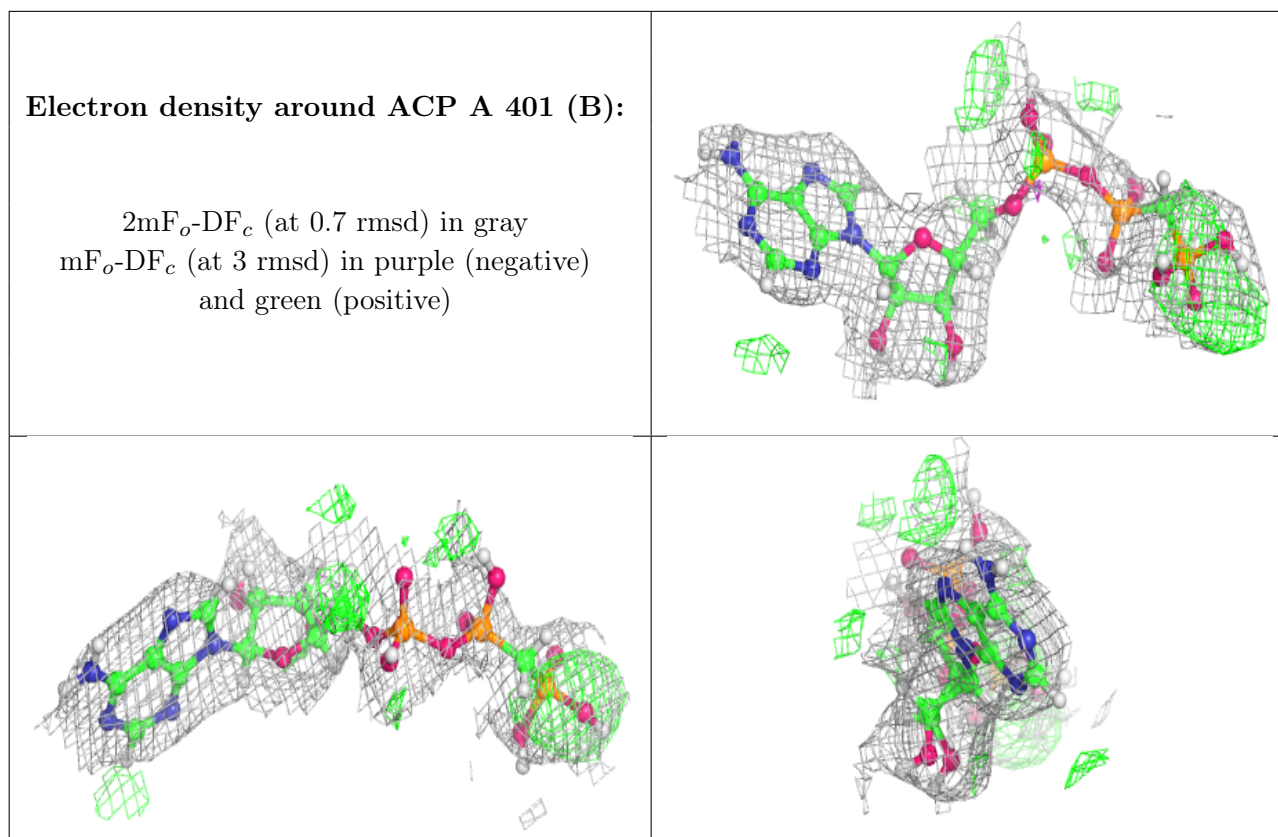 Electron density around ACP A 401 (B):
2mFₒ-DF𝒸 (at 0.7 rmsd) in gray
mFₒ-DF𝒸 (at 3 rmsd) in purple (negative)
and green (positive)